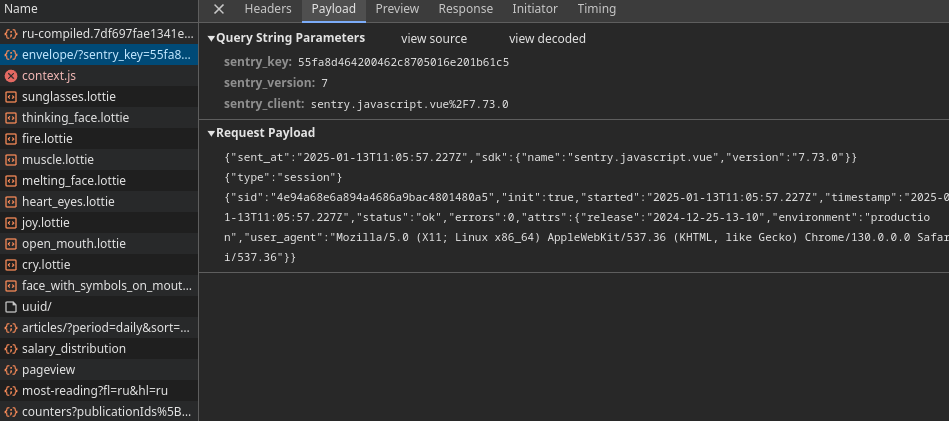 Name
Headers Payload Preview Response Initiator Timing
ru-compiled.7df697fae1341e...
envelope/?sentry_key=55fa8...
context.js
sunglasses.lottie
thinking_face.lottie
fire.lottie
muscle.lottie
melting_face.lottie
heart_eyes.lottie
joy.lottie
open_mouth.lottie
cry.lottie
face_with_symbols_on_mout...
uuid/
articles/?period=daily&sort=...
salary_distribution
pageview
most-reading?fl=ru&hl=ru
counters?publicationIds%5B...
Query String Parameters view source view decoded
sentry_key: 55fa8d464200462c8705016e201b61c5
sentry_version: 7
sentry_client: sentry.javascript.vue%2F7.73.0
Request Payload
{"sent_at":"2025-01-13T11:05:57.227Z","sdk":{"name":"sentry.javascript.vue","version":"7.73.0"}}
{"type":"session"}
{"sid":"4e94a68e6a894a4686a9bac4801480a5","init":true,"started":"2025-01-13T11:05:57.227Z","timestamp":"2025-0
1-13T11:05:57.227Z","status":"ok","errors":0,"attrs":{"release":"2024-12-25-13-10","environment":"productio
n","user_agent":"Mozilla/5.0 (X11; Linux x86_64) AppleWebKit/537.36 (KHTML, like Gecko) Chrome/130.0.0.0 Safar
i/537.36"}}